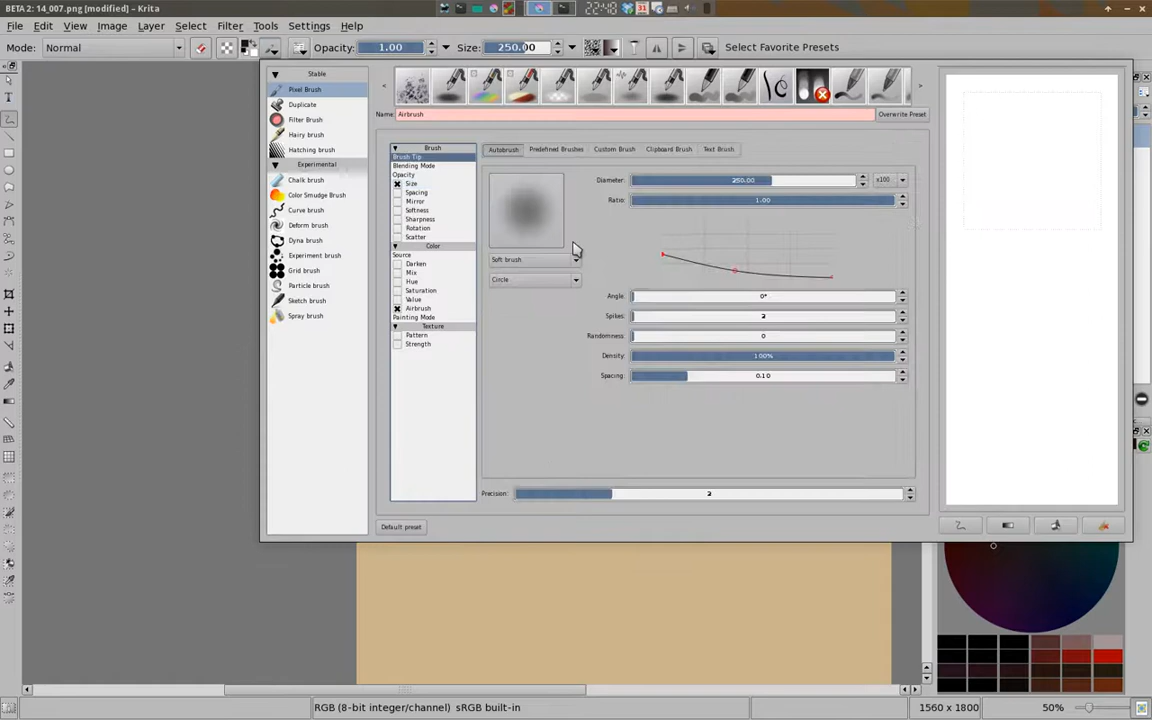 BETA 2: 14_007.png [modified] - Krita
22:48
31
File Edit View Image Layer Select Filter Tools Settings Help
Mode: Normal Opacity: 1.00 Size: 250.00 Select Favorite Presets
Stable
Pixel Brush
Duplicate
Filter Brush
Hairy brush
Hatching brush
Experimental
Chalk brush
Color Smudge Brush
Curve brush
Deform brush
Dyna brush
Experiment brush
Grid brush
Particle brush
Sketch brush
Spray brush
Name: Airbrush Overwrite Preset
Brush
Brush Tip
Blending Mode
Opacity
Size
Spacing
Mirror
Softness
Sharpness
Rotation
Scatter
Color
Source
Darken
Mix
Hue
Saturation
Value
Airbrush
Painting Mode
Texture
Pattern
Strength
Autobrush Predefined Brushes Custom Brush Clipboard Brush Text Brush
Soft brush
Circle
Diameter: 250.00 x100
Ratio: 1.00
Angle: 0°
Spikes: 2
Randomness: 0
Density: 100%
Spacing: 0.10
Precision: 2
Default preset
RGB (8-bit integer/channel) sRGB built-in 1560 x 1800 50%